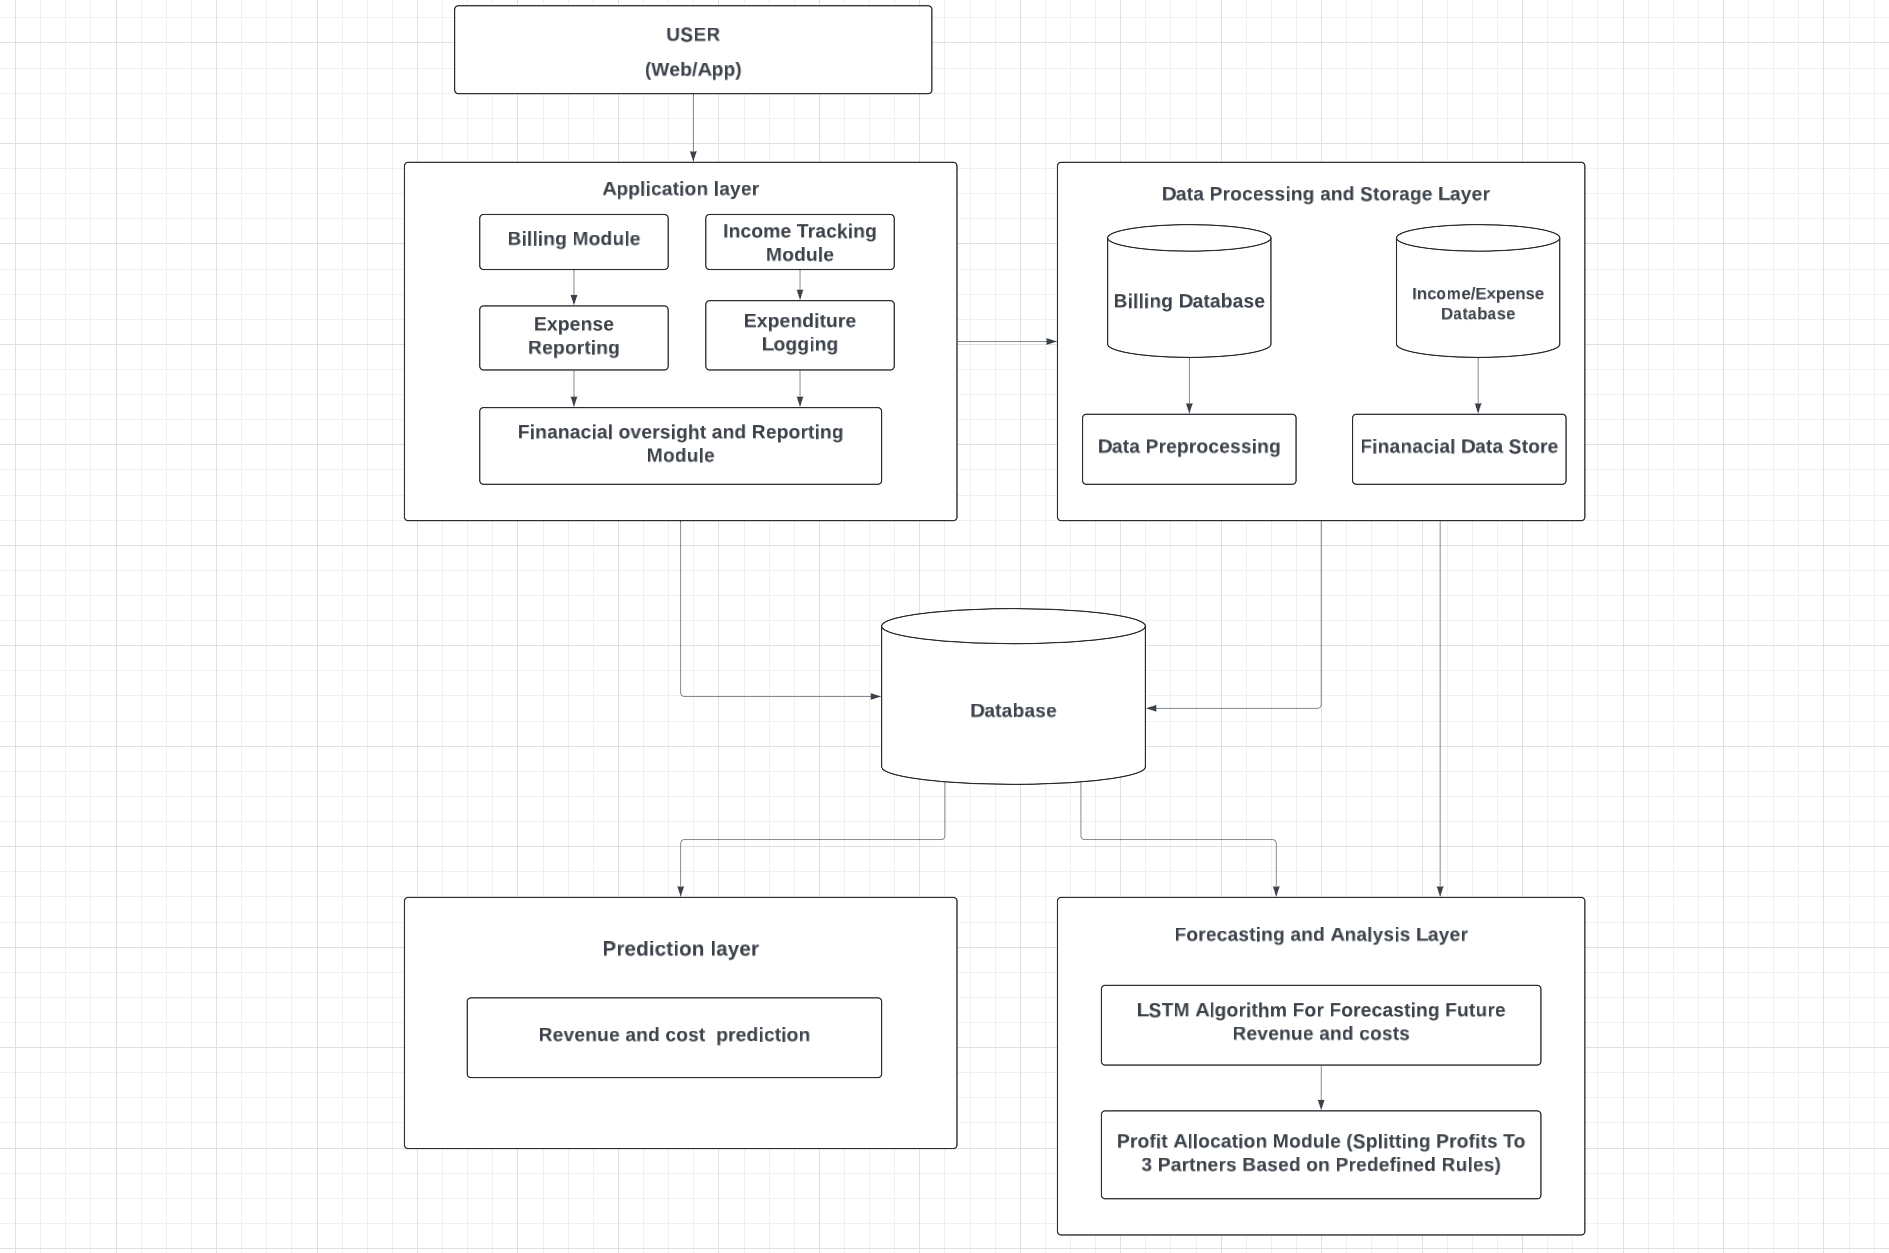 USER
(Web/App)
Application layer
Billing Module
Income Tracking
Module
Expense
Reporting
Expenditure
Logging
Finanacial oversight and Reporting
Module
Data Processing and Storage Layer
Billing Database
Income/Expense
Database
Data Preprocessing
Finanacial Data Store
Database
Prediction layer
Revenue and cost  prediction
Forecasting and Analysis Layer
LSTM Algorithm For Forecasting Future
Revenue and costs
Profit Allocation Module (Splitting Profits To
3 Partners Based on Predefined Rules)